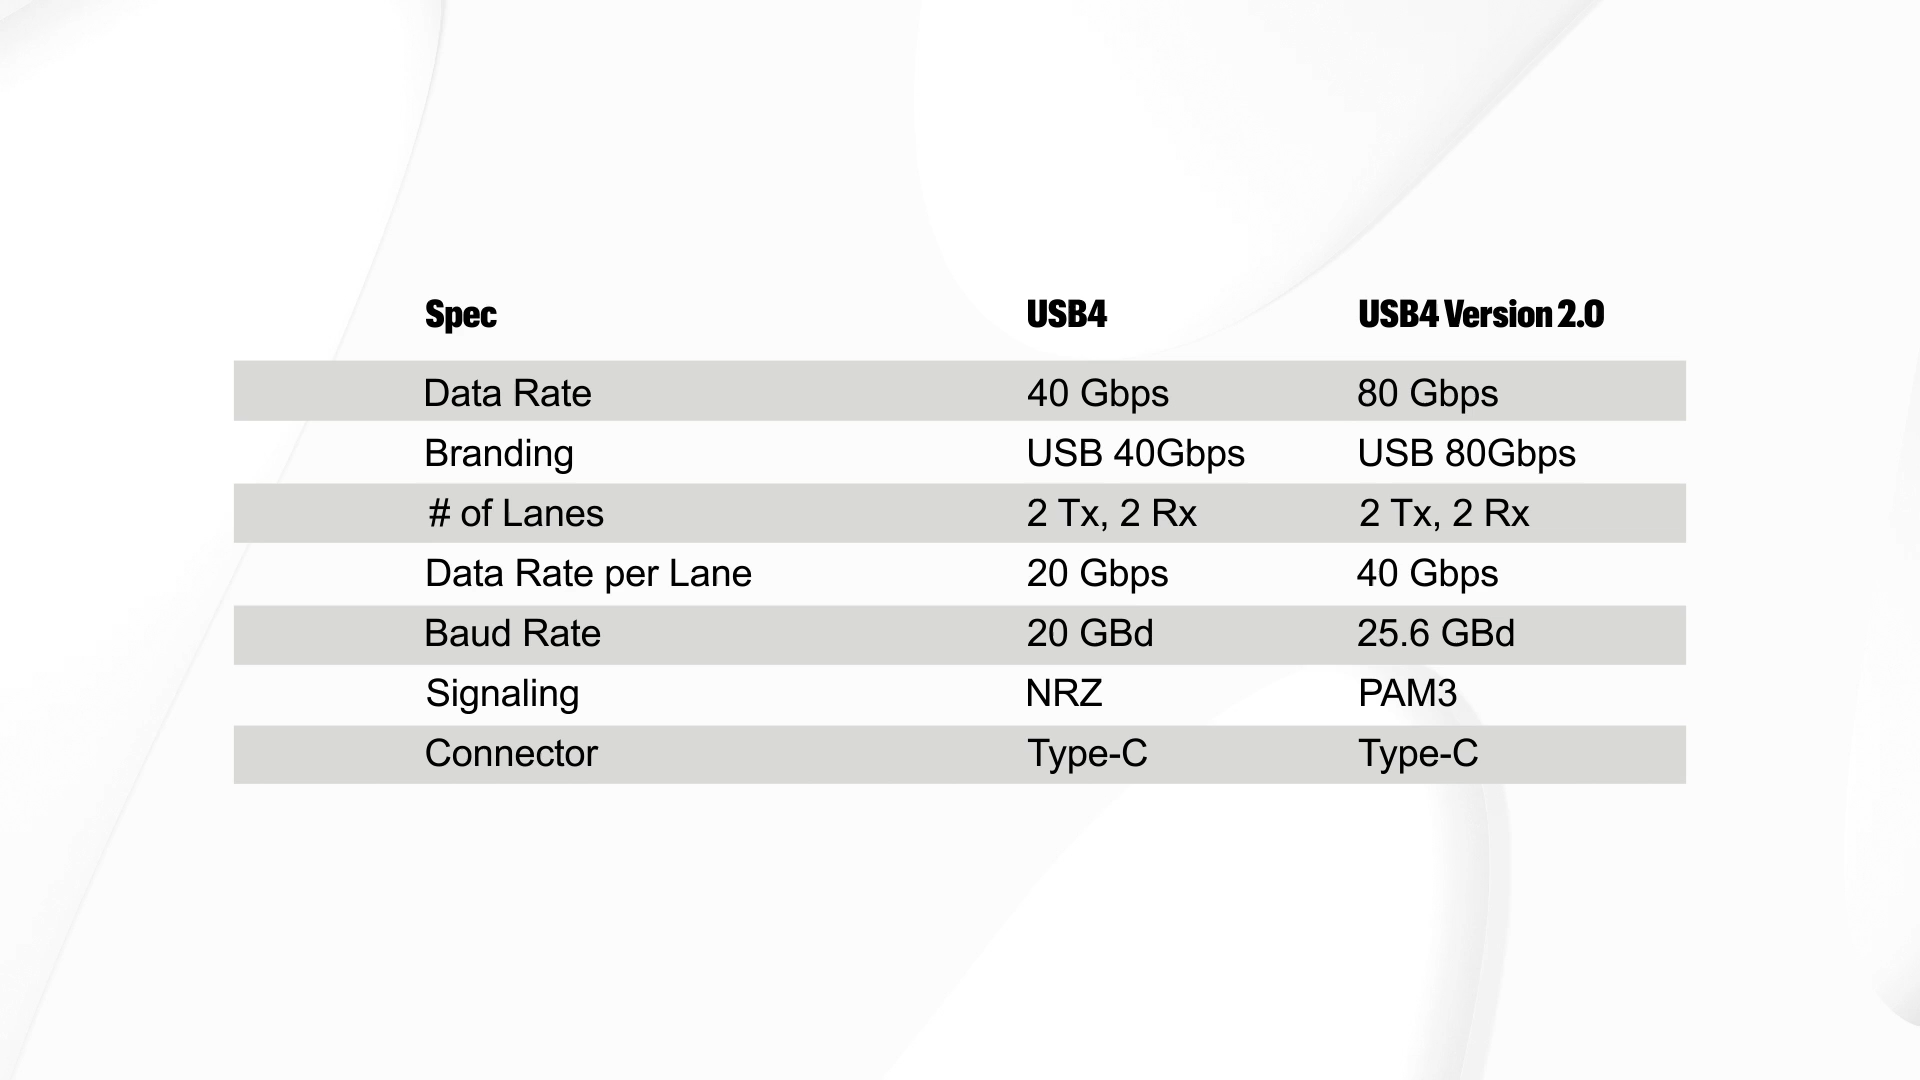 Spec USB4 USB4 Version 2.0
Data Rate 40 Gbps 80 Gbps
Branding USB 40Gbps USB 80Gbps
# of Lanes 2 Tx, 2 Rx 2 Tx, 2 Rx
Data Rate per Lane 20 Gbps 40 Gbps
Baud Rate 20 GBd 25.6 GBd
Signaling NRZ PAM3
Connector Type-C Type-C